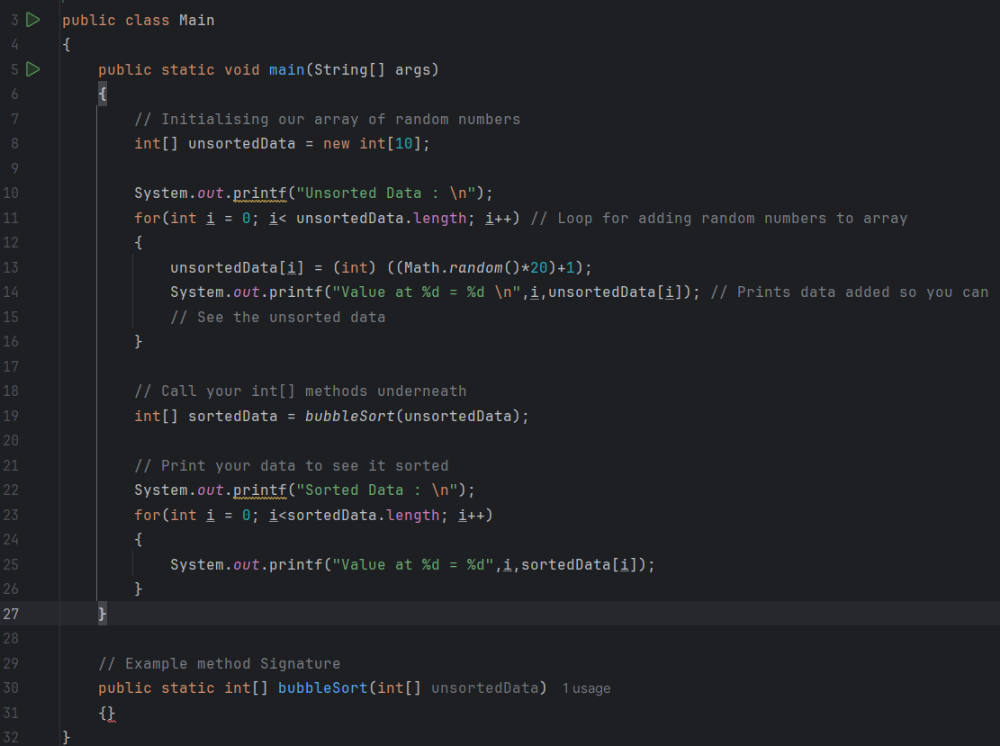 3 public class Main
4 {
5     public static void main(String[] args)
6     {
7         // Initialising our array of random numbers
8         int[] unsortedData = new int[10];
9
10         System.out.printf("Unsorted Data : \n");
11         for(int i = 0; i< unsortedData.length; i++) // Loop for adding random numbers to array
12         {
13             unsortedData[i] = (int) ((Math.random()*20)+1);
14             System.out.printf("Value at %d = %d \n",i,unsortedData[i]); // Prints data added so you can
15             // See the unsorted data
16         }
17
18         // Call your int[] methods underneath
19         int[] sortedData = bubbleSort(unsortedData);
20
21         // Print your data to see it sorted
22         System.out.printf("Sorted Data : \n");
23         for(int i = 0; i<sortedData.length; i++)
24         {
25             System.out.printf("Value at %d = %d",i,sortedData[i]);
26         }
27     }
28
29     // Example method Signature
30     public static int[] bubbleSort(int[] unsortedData) 1 usage
31     {}
32 }